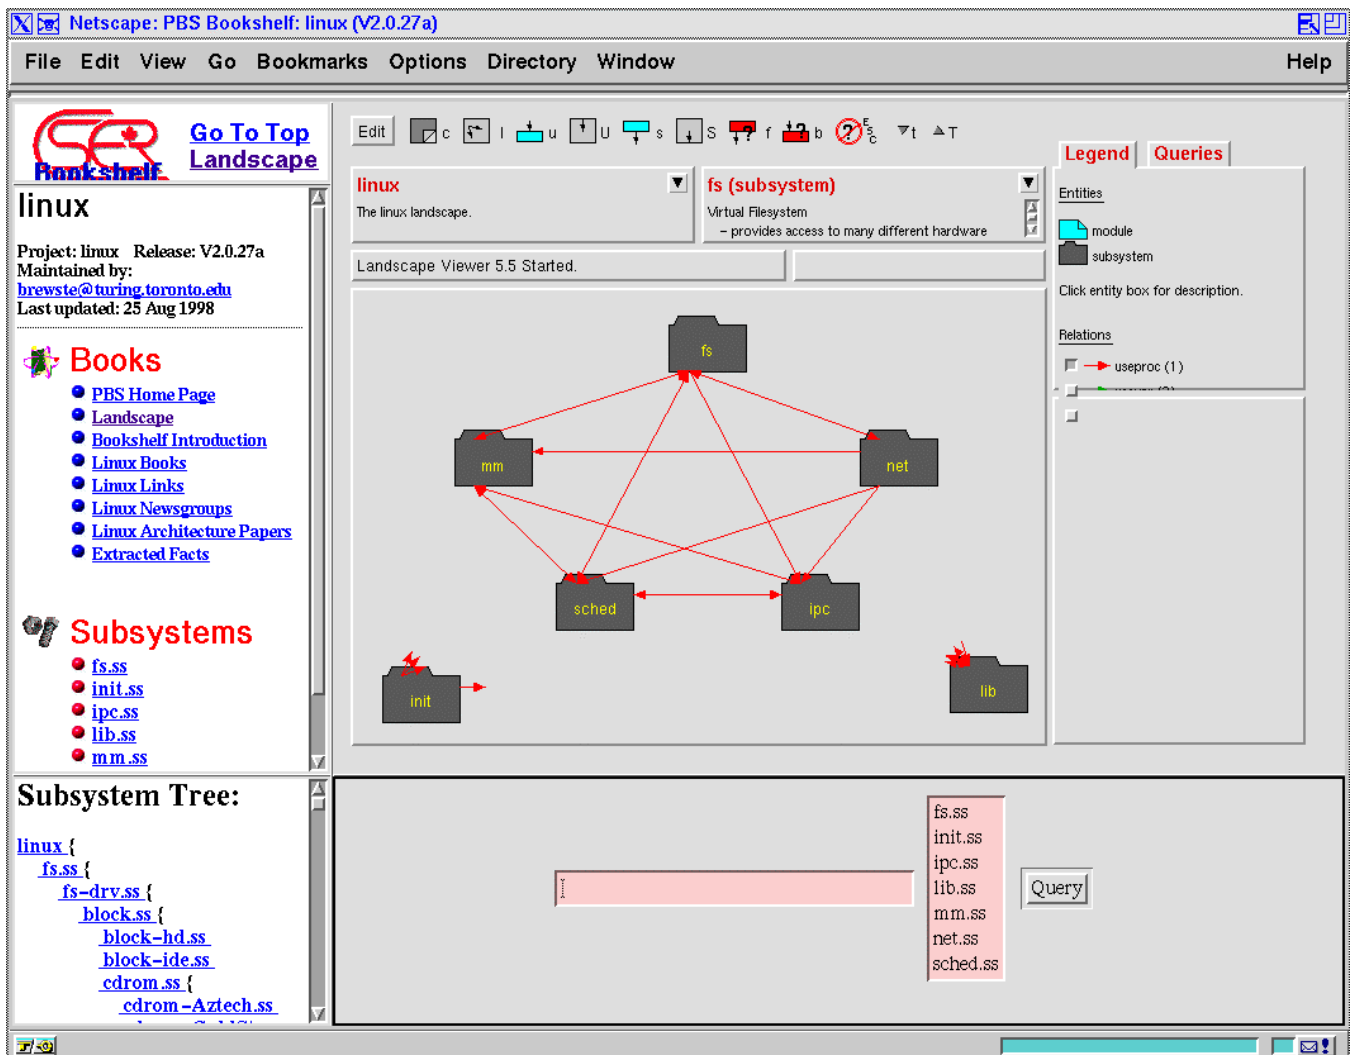 Netscape: PBS Bookshelf: linux (V2.0.27a)
File Edit View Go Bookmarks Options Directory Window Help
Bookshelf
Go To Top
Landscape
linux
Project: linux Release: V2.0.27a
Maintained by:
brewste@turing.toronto.edu
Last updated: 25 Aug 1998
Books
PBS Home Page
Landscape
Bookshelf Introduction
Linux Books
Linux Links
Linux Newsgroups
Linux Architecture Papers
Extracted Facts
Subsystems
fs.ss
init.ss
ipc.ss
lib.ss
mm.ss
Subsystem Tree:
linux {
fs.ss {
fs-drv.ss {
block.ss {
block-hd.ss
block-ide.ss
cdrom.ss {
cdrom-Aztech.ss
Edit c l u U s S f b Esc t T
linux
The linux landscape.
fs (subsystem)
Virtual Filesystem
- provides access to many different hardware
Landscape Viewer 5.5 Started.
fs
mm
net
sched
ipc
init
lib
Legend Queries
Entities
module
subsystem
Click entity box for description.
Relations
useproc (1)
fs.ss
init.ss
ipc.ss
lib.ss
mm.ss
net.ss
sched.ss
Query